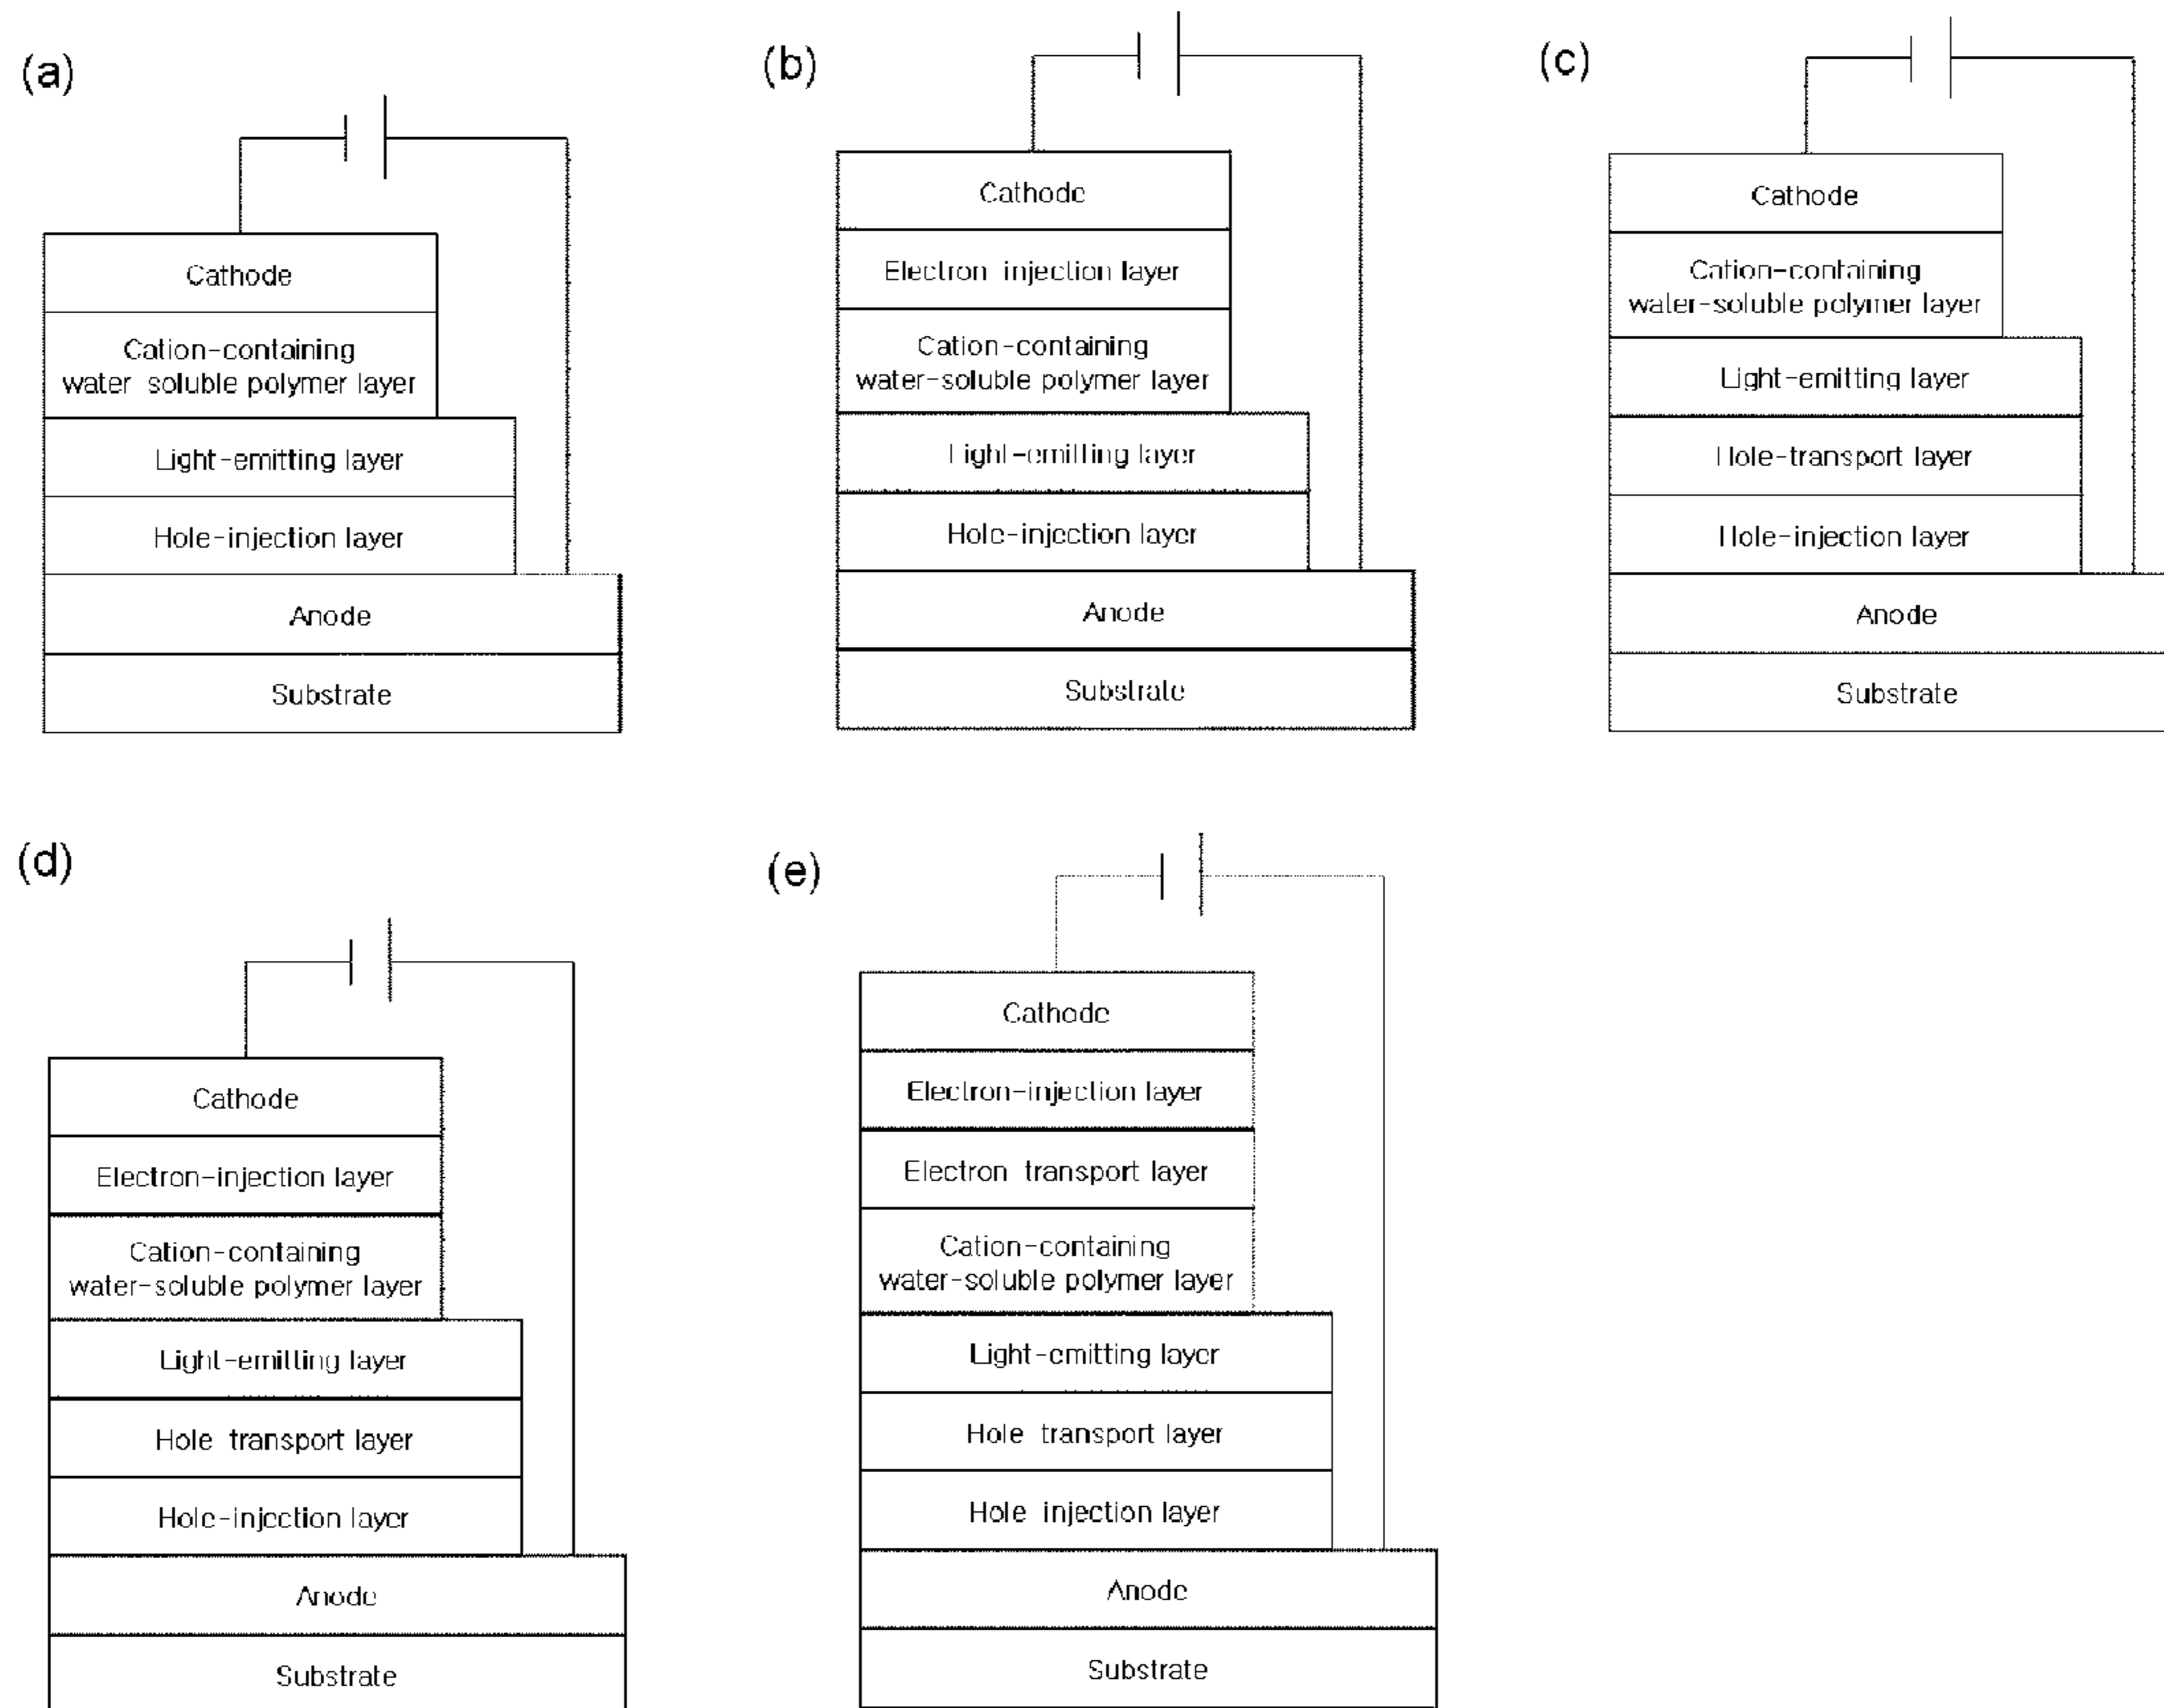 (a)
Cathode
Cation-containing
water soluble polymer layer
Light-emitting layer
Hole-injection layer
Anode
Substrate
(b)
Cathode
Electron injection layer
Cation-containing
water-soluble polymer layer
Light-emitting layer
Hole-injection layer
Anode
Substrate
(c)
Cathode
Cation-containing
water-soluble polymer layer
Light-emitting layer
Hole-transport layer
Hole-injection layer
Anode
Substrate
(d)
Cathode
Electron-injection layer
Cation-containing
water-soluble polymer layer
Light-emitting layer
Hole transport layer
Hole-injection layer
Anode
Substrate
(e)
Cathode
Electron-injection layer
Electron transport layer
Cation-containing
water-soluble polymer layer
Light-emitting layer
Hole transport layer
Hole injection layer
Anode
Substrate